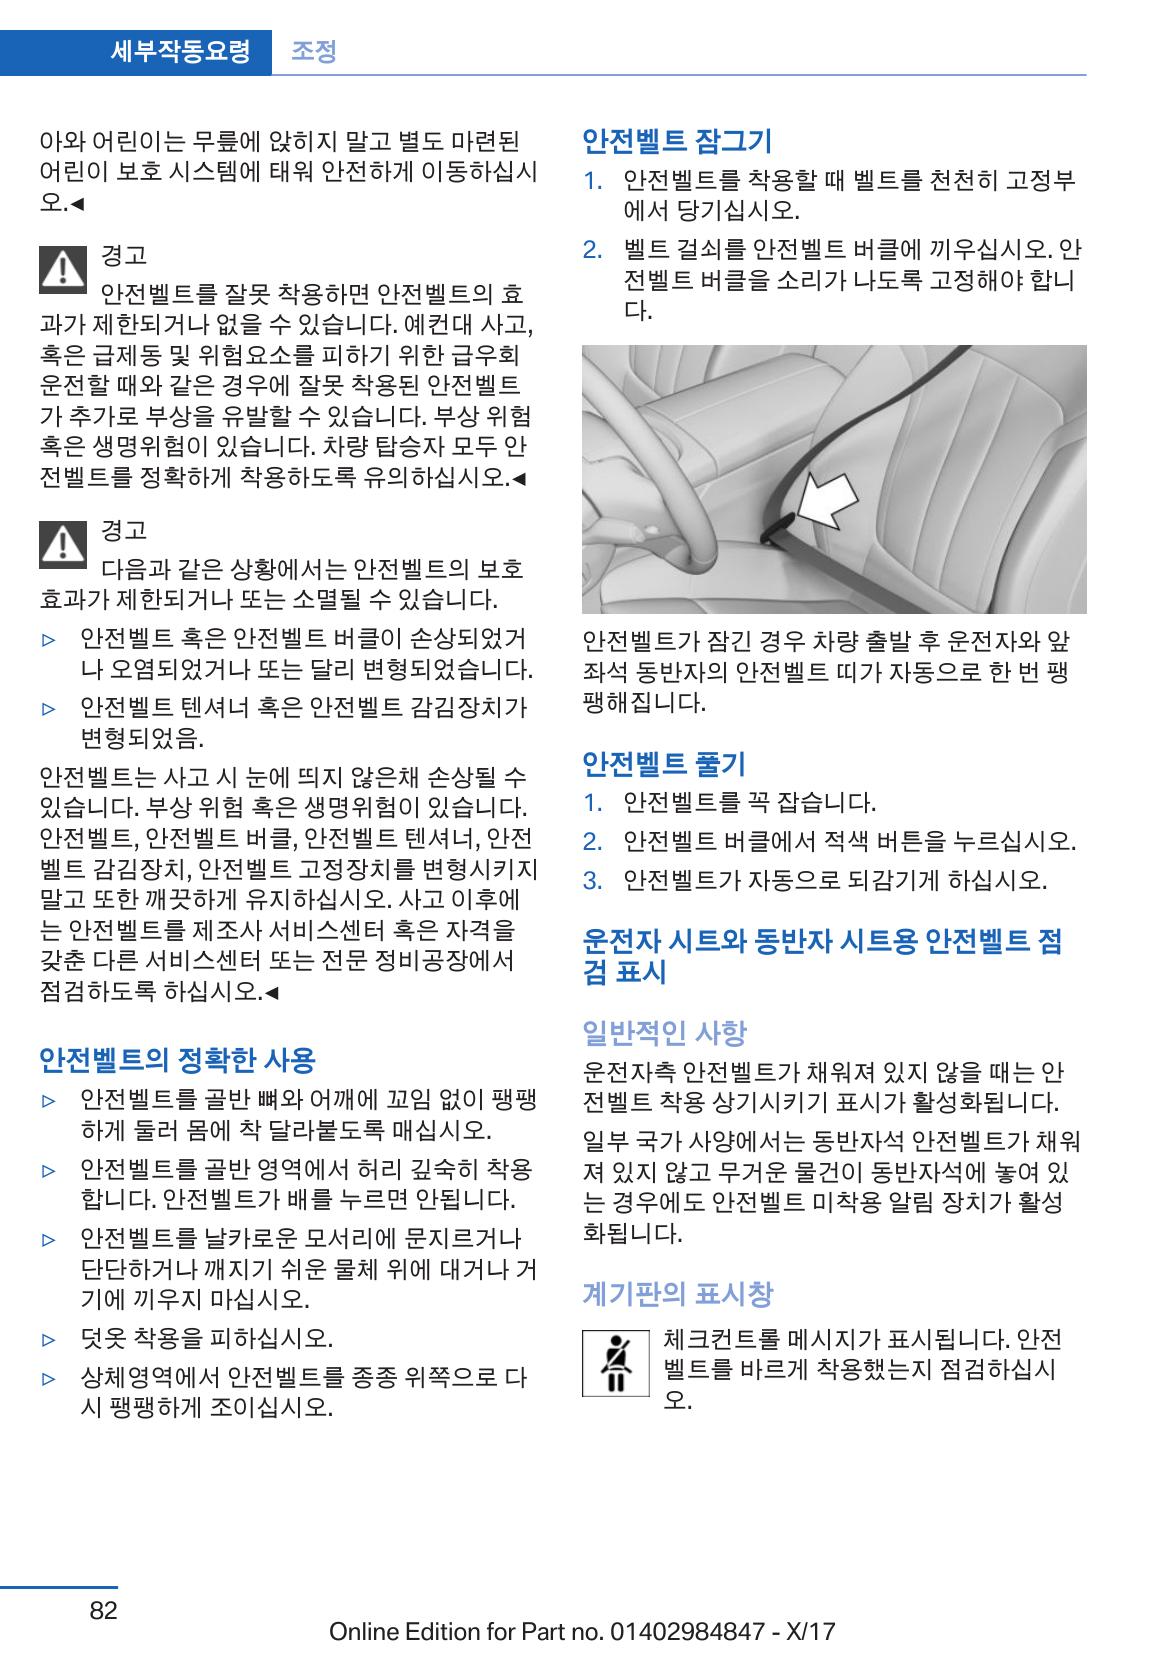 세부작동요령 조정
아와 어린이는 무릎에 앉히지 말고 별도 마련된
어린이 보호 시스템에 태워 안전하게 이동하십시
오.◄
경고
안전벨트를 잘못 착용하면 안전벨트의 효
과가 제한되거나 없을 수 있습니다. 예컨대 사고,
혹은 급제동 및 위험요소를 피하기 위한 급우회
운전할 때와 같은 경우에 잘못 착용된 안전벨트
가 추가로 부상을 유발할 수 있습니다. 부상 위험
혹은 생명위험이 있습니다. 차량 탑승자 모두 안
전벨트를 정확하게 착용하도록 유의하십시오.◄
경고
다음과 같은 상황에서는 안전벨트의 보호
효과가 제한되거나 또는 소멸될 수 있습니다.
▷ 안전벨트 혹은 안전벨트 버클이 손상되었거
나 오염되었거나 또는 달리 변형되었습니다.
▷ 안전벨트 텐셔너 혹은 안전벨트 감김장치가
변형되었음.
안전벨트는 사고 시 눈에 띄지 않은채 손상될 수
있습니다. 부상 위험 혹은 생명위험이 있습니다.
안전벨트, 안전벨트 버클, 안전벨트 텐셔너, 안전
벨트 감김장치, 안전벨트 고정장치를 변형시키지
말고 또한 깨끗하게 유지하십시오. 사고 이후에
는 안전벨트를 제조사 서비스센터 혹은 자격을
갖춘 다른 서비스센터 또는 전문 정비공장에서
점검하도록 하십시오.◄
안전벨트의 정확한 사용
▷ 안전벨트를 골반 뼈와 어깨에 꼬임 없이 팽팽
하게 둘러 몸에 착 달라붙도록 매십시오.
▷ 안전벨트를 골반 영역에서 허리 깊숙히 착용
합니다. 안전벨트가 배를 누르면 안됩니다.
▷ 안전벨트를 날카로운 모서리에 문지르거나
단단하거나 깨지기 쉬운 물체 위에 대거나 거
기에 끼우지 마십시오.
▷ 덧옷 착용을 피하십시오.
▷ 상체영역에서 안전벨트를 종종 위쪽으로 다
시 팽팽하게 조이십시오.
안전벨트 잠그기
1. 안전벨트를 착용할 때 벨트를 천천히 고정부
에서 당기십시오.
2. 벨트 걸쇠를 안전벨트 버클에 끼우십시오. 안
전벨트 버클을 소리가 나도록 고정해야 합니
다.
안전벨트가 잠긴 경우 차량 출발 후 운전자와 앞
좌석 동반자의 안전벨트 띠가 자동으로 한 번 팽
팽해집니다.
안전벨트 풀기
1. 안전벨트를 꼭 잡습니다.
2. 안전벨트 버클에서 적색 버튼을 누르십시오.
3. 안전벨트가 자동으로 되감기게 하십시오.
운전자 시트와 동반자 시트용 안전벨트 점
검 표시
일반적인 사항
운전자측 안전벨트가 채워져 있지 않을 때는 안
전벨트 착용 상기시키기 표시가 활성화됩니다.
일부 국가 사양에서는 동반자석 안전벨트가 채워
져 있지 않고 무거운 물건이 동반자석에 놓여 있
는 경우에도 안전벨트 미착용 알림 장치가 활성
화됩니다.
계기판의 표시창
체크컨트롤 메시지가 표시됩니다. 안전
벨트를 바르게 착용했는지 점검하십시
오.
82
Online Edition for Part no. 01402984847 - X/17